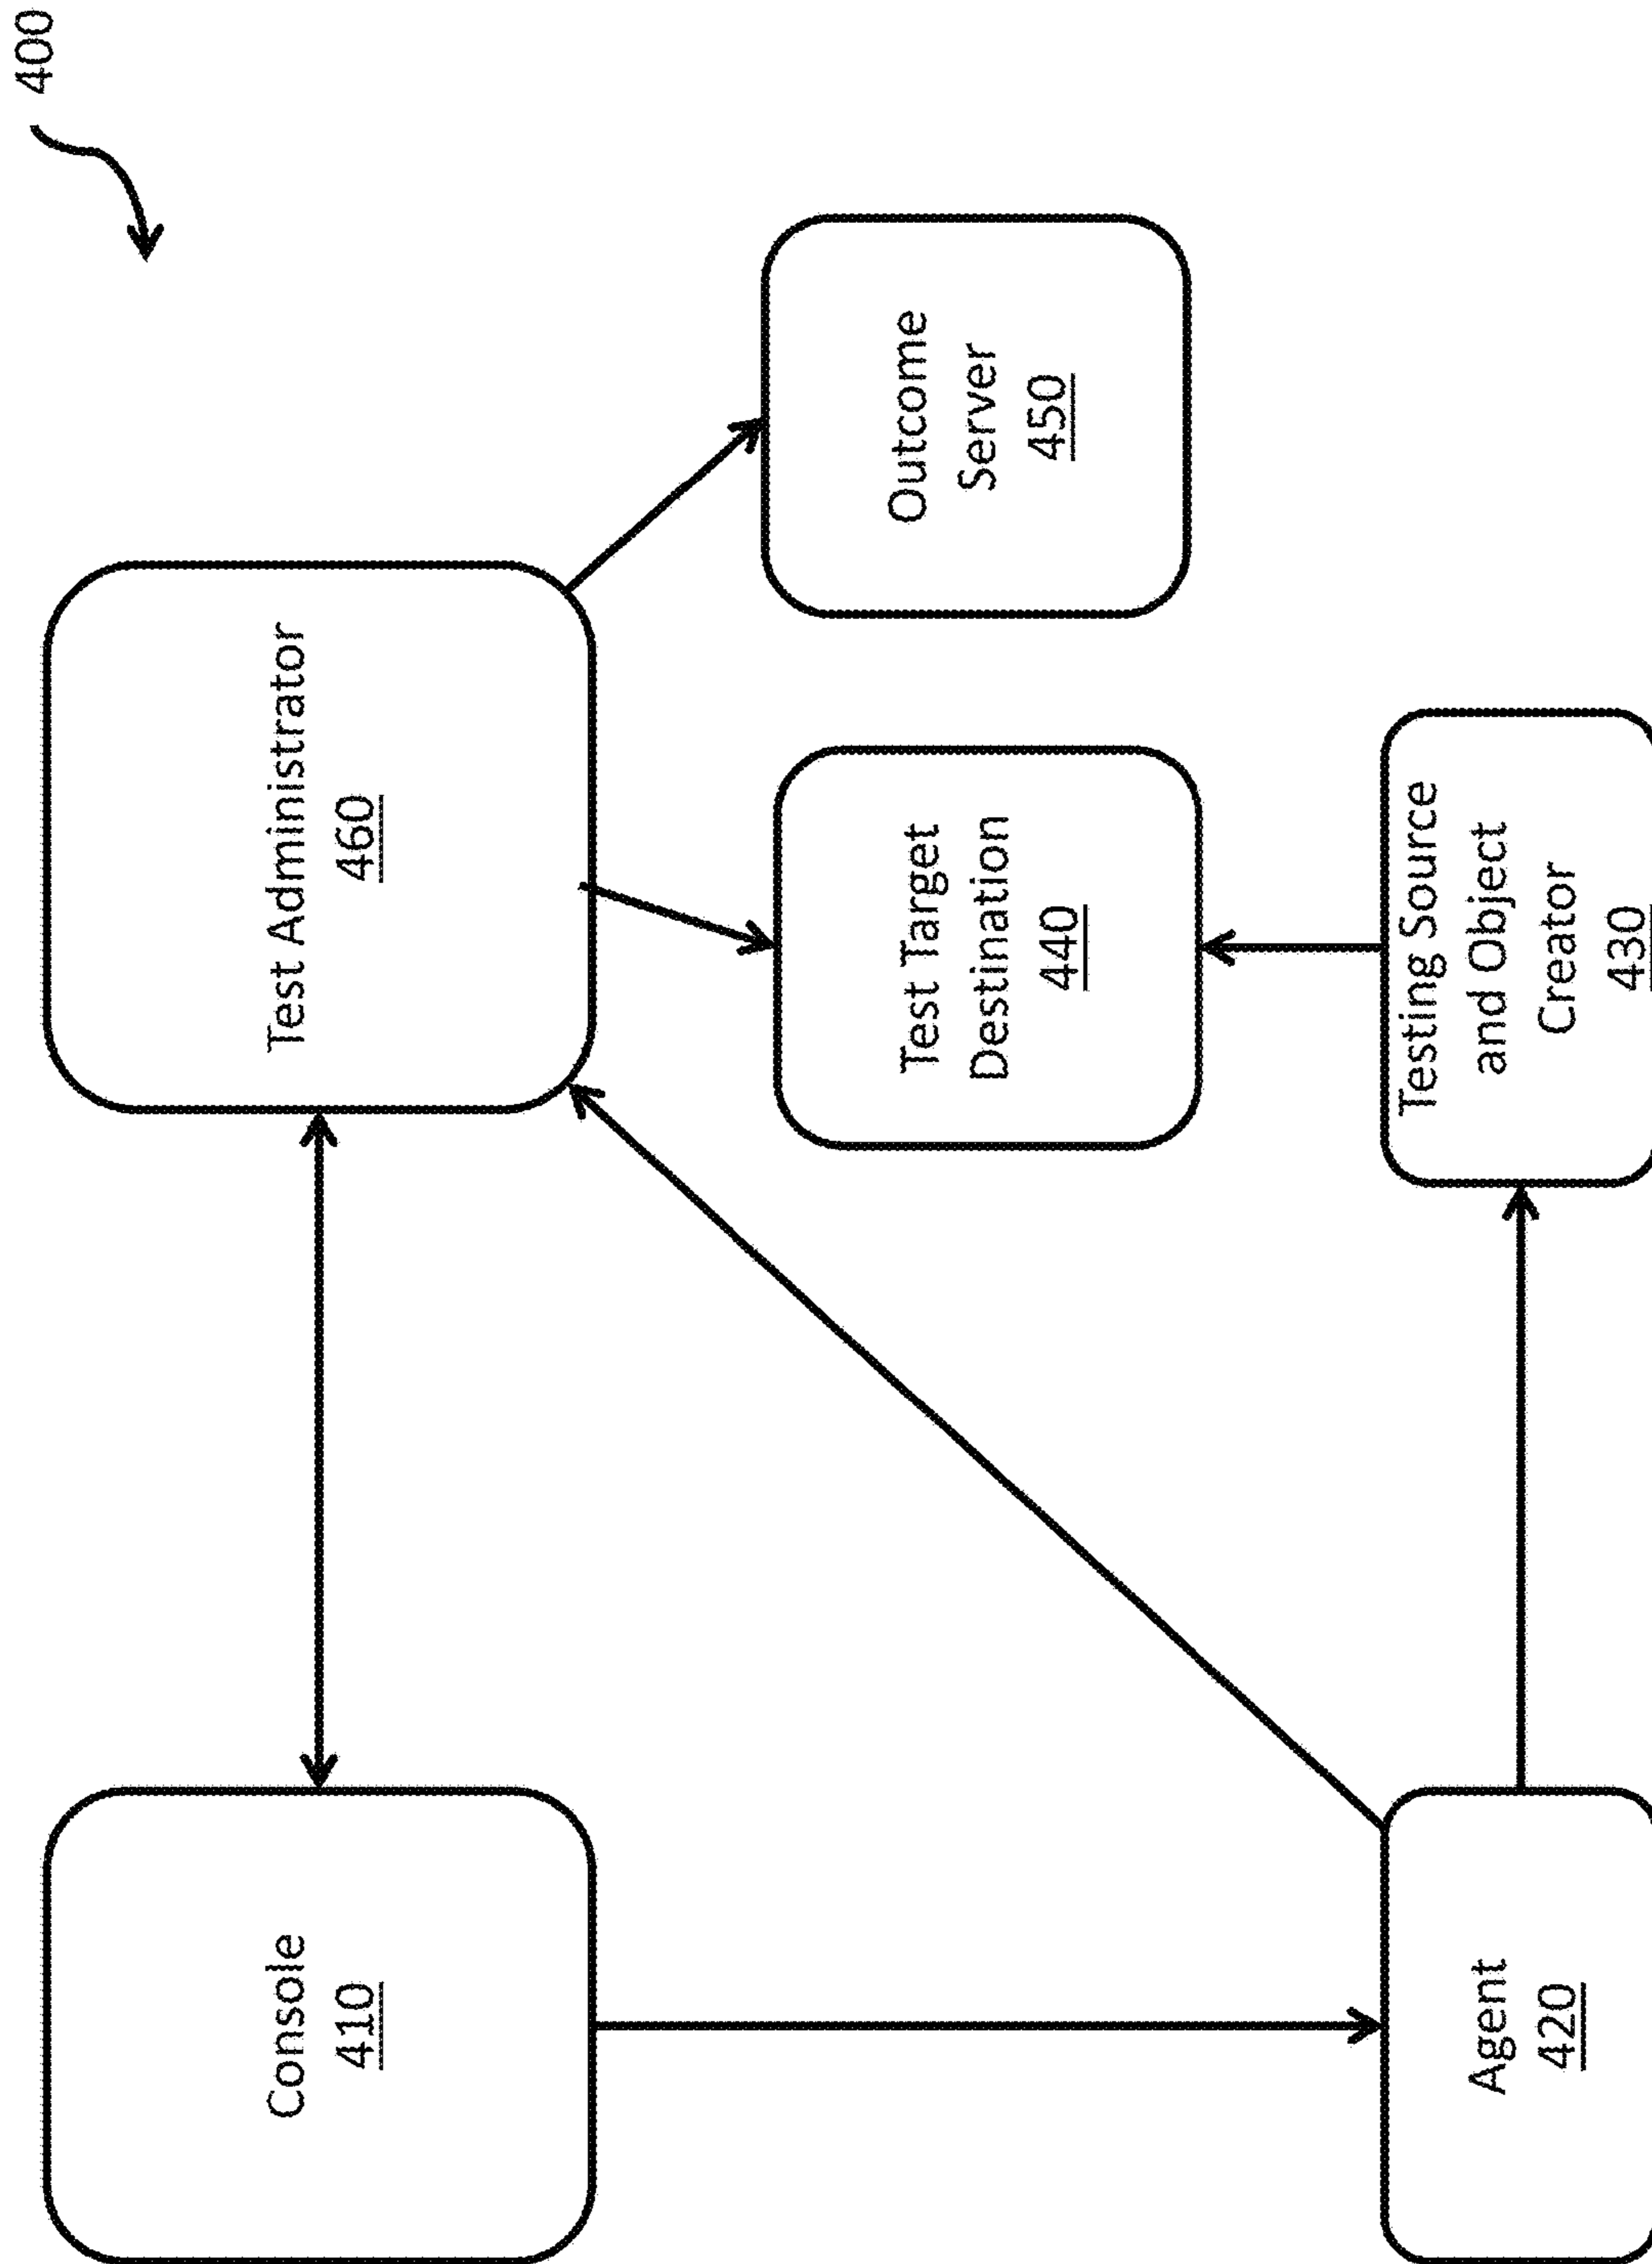 400
Console
410
Test Administrator
460
Test Target
Destination
440
Outcome
Server
450
Agent
420
Testing Source
and Object
Creator
430